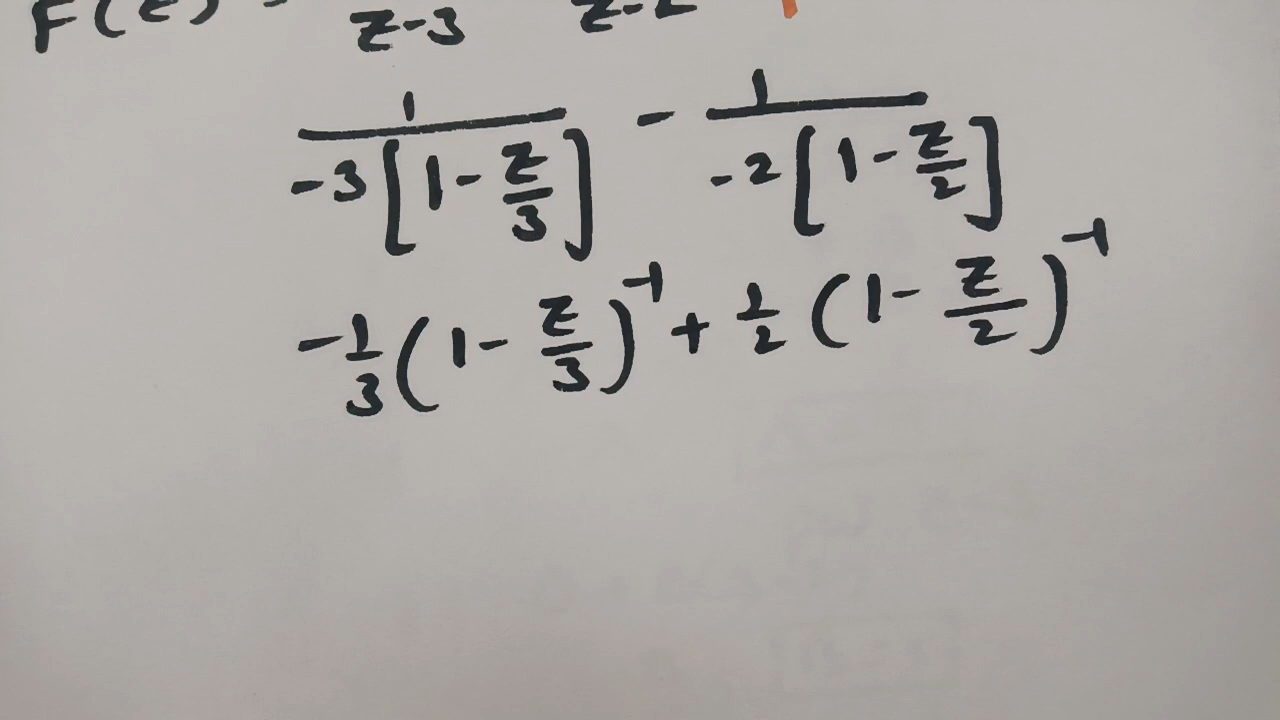 F(z) = z-3 z-2
1/(-3[1-z/3]) - 1/(-2[1-z/2])
-1/3(1-z/3)^-1 + 1/2(1-z/2)^-1